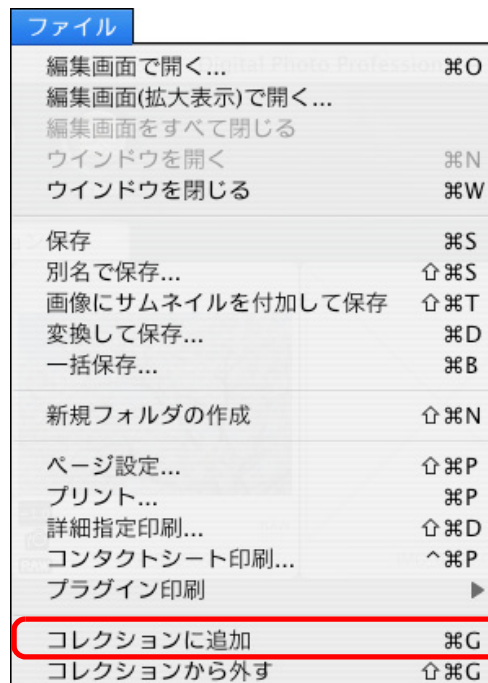 ファイル
編集画面で開く... ⌘O
編集画面(拡大表示)で開く...
編集画面をすべて閉じる
ウインドウを開く ⌘N
ウインドウを閉じる ⌘W
保存 ⌘S
別名で保存... ⇧⌘S
画像にサムネイルを付加して保存 ⇧⌘T
変換して保存... ⌘D
一括保存... ⌘B
新規フォルダの作成 ⇧⌘N
ページ設定... ⇧⌘P
プリント... ⌘P
詳細指定印刷... ⇧⌘D
コンタクトシート印刷... ^⌘P
プラグイン印刷 ▶
コレクションに追加 ⌘G
コレクションから外す ⇧⌘G